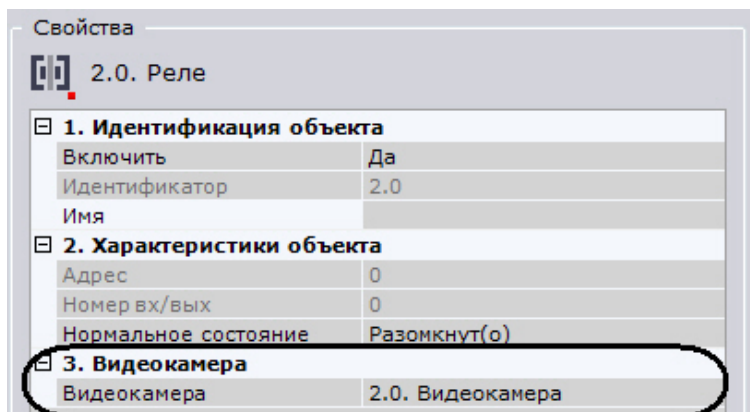 Свойства
2.0. Реле
1. Идентификация объекта
Включить Да
Идентификатор 2.0
Имя
2. Характеристики объекта
Адрес 0
Номер вх/вых 0
Нормальное состояние Разомкнут(о)
3. Видеокамера
Видеокамера 2.0. Видеокамера